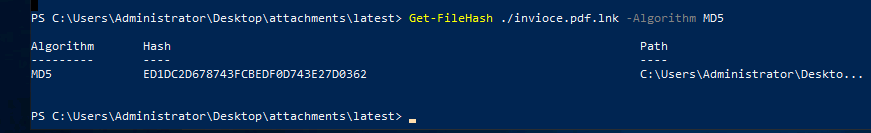 PS C:\Users\Administrator\Desktop\attachments\latest> Get-FileHash ./invioce.pdf.lnk -Algorithm MD5
Algorithm Hash Path
--------- ---- ----
MD5 ED1DC2D678743FCBEDF0D743E27D0362 C:\Users\Administrator\Deskto...
PS C:\Users\Administrator\Desktop\attachments\latest>